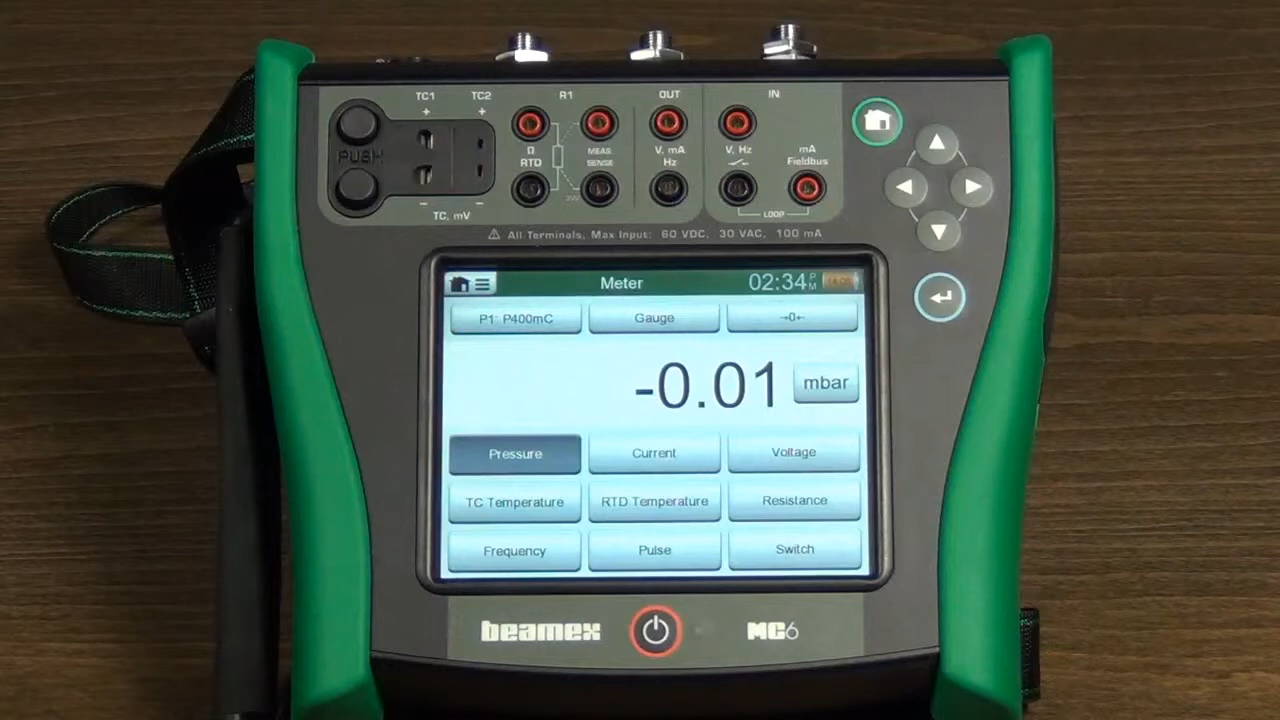 TC1 TC2 R1 OUT IN
+ +
PUSH
Ω MEAS. V, mA V, Hz mA
RTD SENSE Hz Fieldbus
- -
TC, mV LOOP
⚠ All Terminals, Max Input: 60 VDC, 30 VAC, 100 mA
Meter 02:34 PM
P1: P400mC Gauge →0←
-0.01 mbar
Pressure Current Voltage
TC Temperature RTD Temperature Resistance
Frequency Pulse Switch
beamex MC6